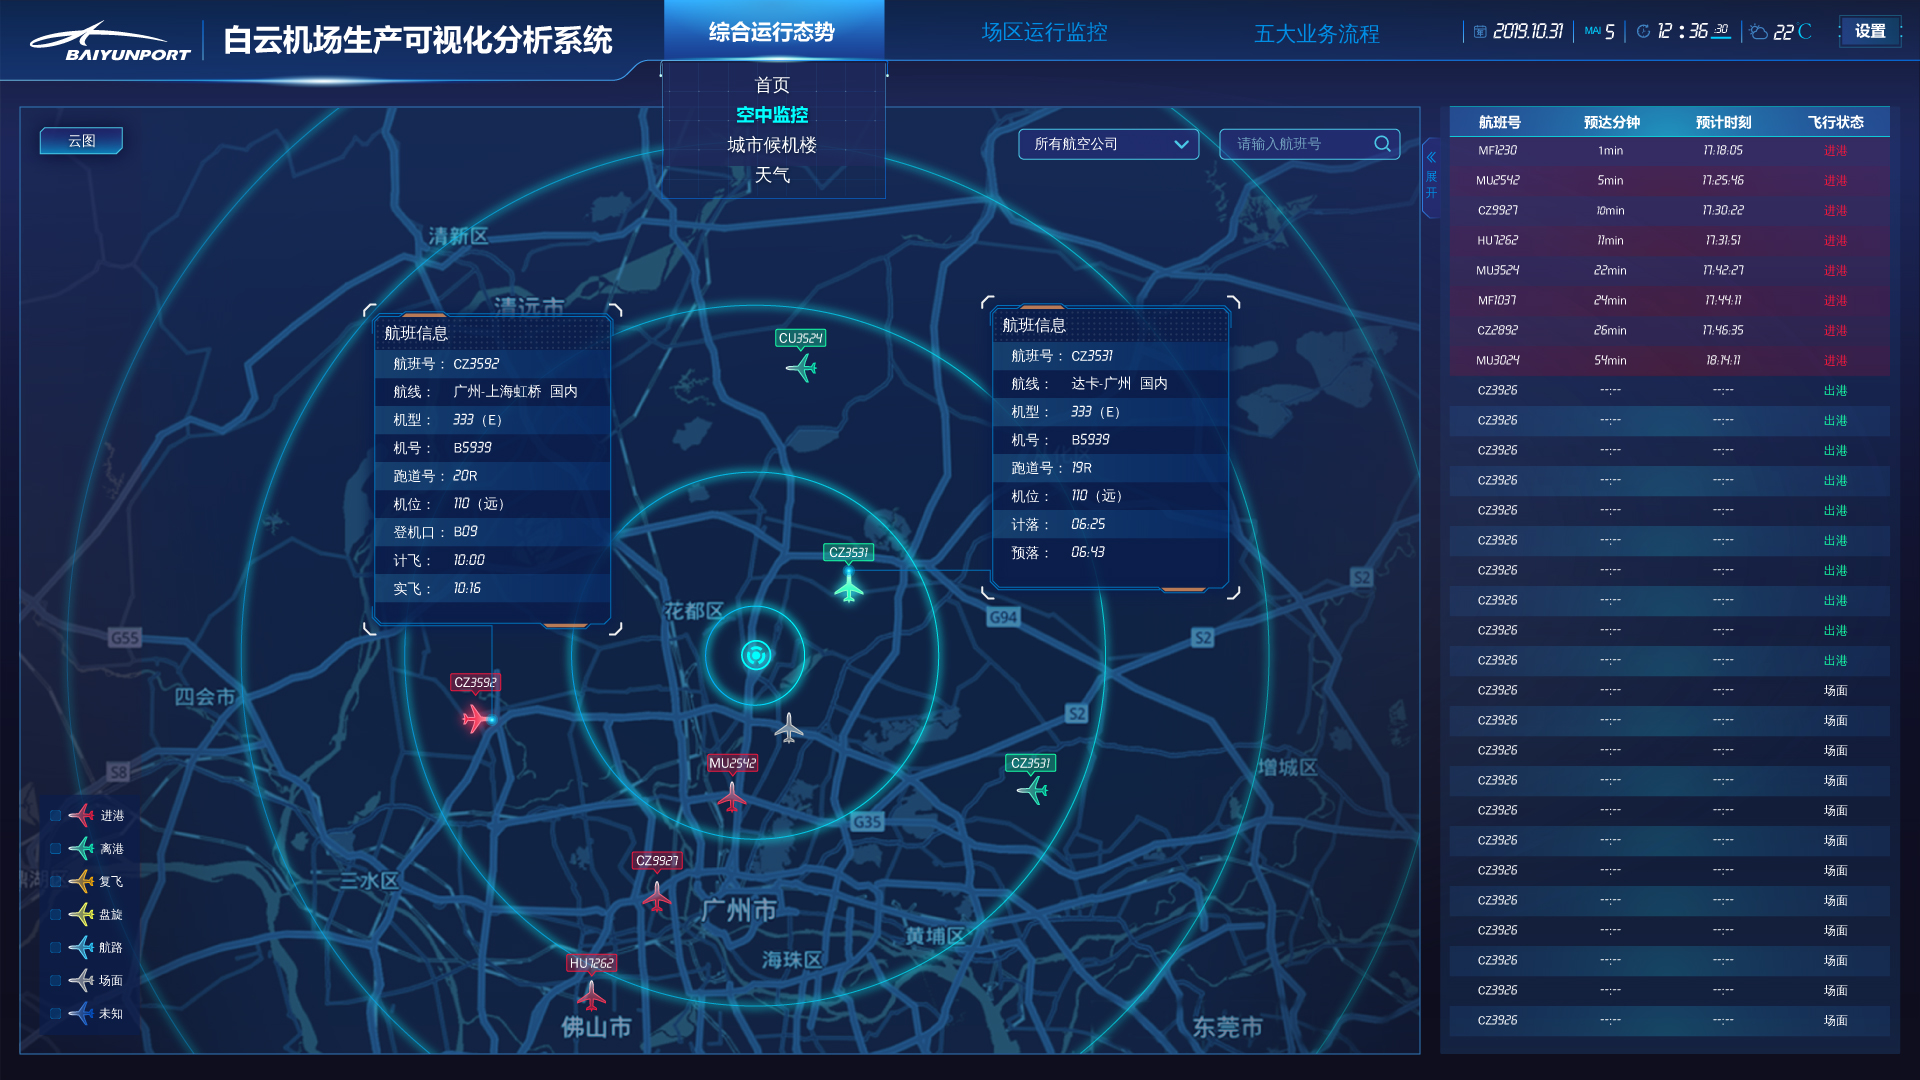 BAIYUNPORT
白云机场生产可视化分析系统
综合运行态势
场区运行监控
五大业务流程
2019.10.31
MAI 5
12 : 36 :30
22℃
设置
首页
空中监控
城市候机楼
天气
云图
所有航空公司
请输入航班号
展开
清新区
清远市
花都区
四会市
三水区
广州市
海珠区
黄埔区
佛山市
东莞市
增城区
G55
S8
G94
S2
S2
S2
G35
航班信息
航班号： CZ3592
航线： 广州-上海虹桥 国内
机型： 333（E）
机号： B5939
跑道号： 20R
机位： 110（远）
登机口： B09
计飞： 10:00
实飞： 10:16
航班信息
航班号： CZ3531
航线： 达卡-广州 国内
机型： 333（E）
机号： B5939
跑道号： 19R
机位： 110（远）
计落： 06:25
预落： 06:43
CU3524
CZ3531
CZ3592
MU2542
CZ3531
CZ9927
HU7262
进港
离港
复飞
盘旋
航路
场面
未知
航班号 预达分钟 预计时刻 飞行状态
MF1230 1min 17:18:05 进港
MU2542 5min 17:25:46 进港
CZ9927 10min 17:30:22 进港
HU7262 11min 17:31:51 进港
MU3524 22min 17:42:27 进港
MF1037 24min 17:44:11 进港
CZ2892 26min 17:46:35 进港
MU3024 54min 18:14:11 进港
CZ3926 --:-- --:-- 出港
CZ3926 --:-- --:-- 出港
CZ3926 --:-- --:-- 出港
CZ3926 --:-- --:-- 出港
CZ3926 --:-- --:-- 出港
CZ3926 --:-- --:-- 出港
CZ3926 --:-- --:-- 出港
CZ3926 --:-- --:-- 出港
CZ3926 --:-- --:-- 出港
CZ3926 --:-- --:-- 出港
CZ3926 --:-- --:-- 场面
CZ3926 --:-- --:-- 场面
CZ3926 --:-- --:-- 场面
CZ3926 --:-- --:-- 场面
CZ3926 --:-- --:-- 场面
CZ3926 --:-- --:-- 场面
CZ3926 --:-- --:-- 场面
CZ3926 --:-- --:-- 场面
CZ3926 --:-- --:-- 场面
CZ3926 --:-- --:-- 场面
CZ3926 --:-- --:-- 场面
CZ3926 --:-- --:-- 场面